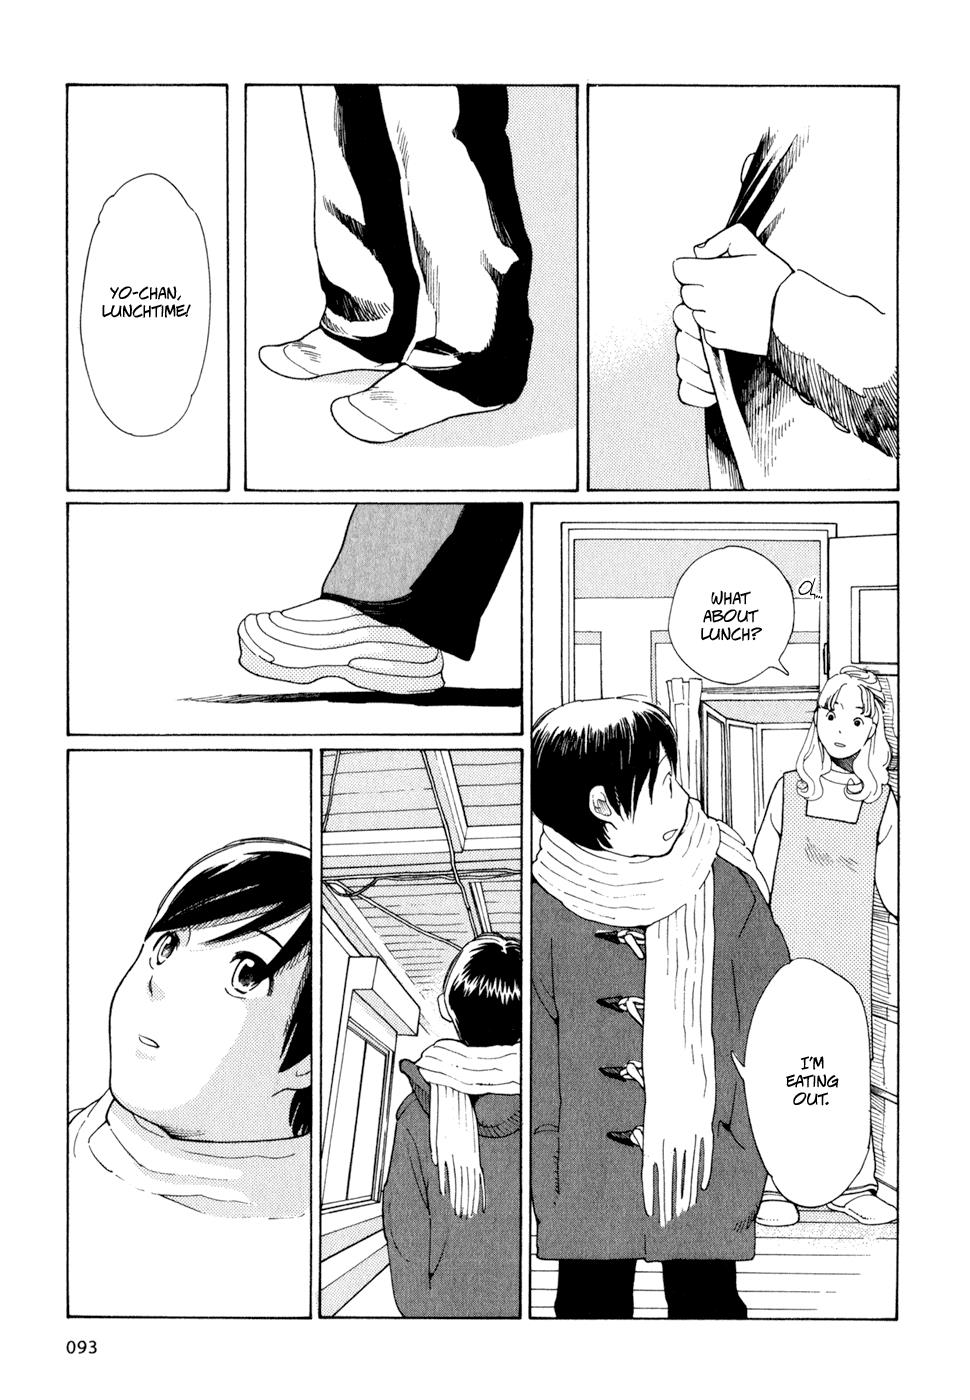 YO-CHAN,
LUNCHTIME!
WHAT
ABOUT
LUNCH?
I'M
EATING
OUT.
093